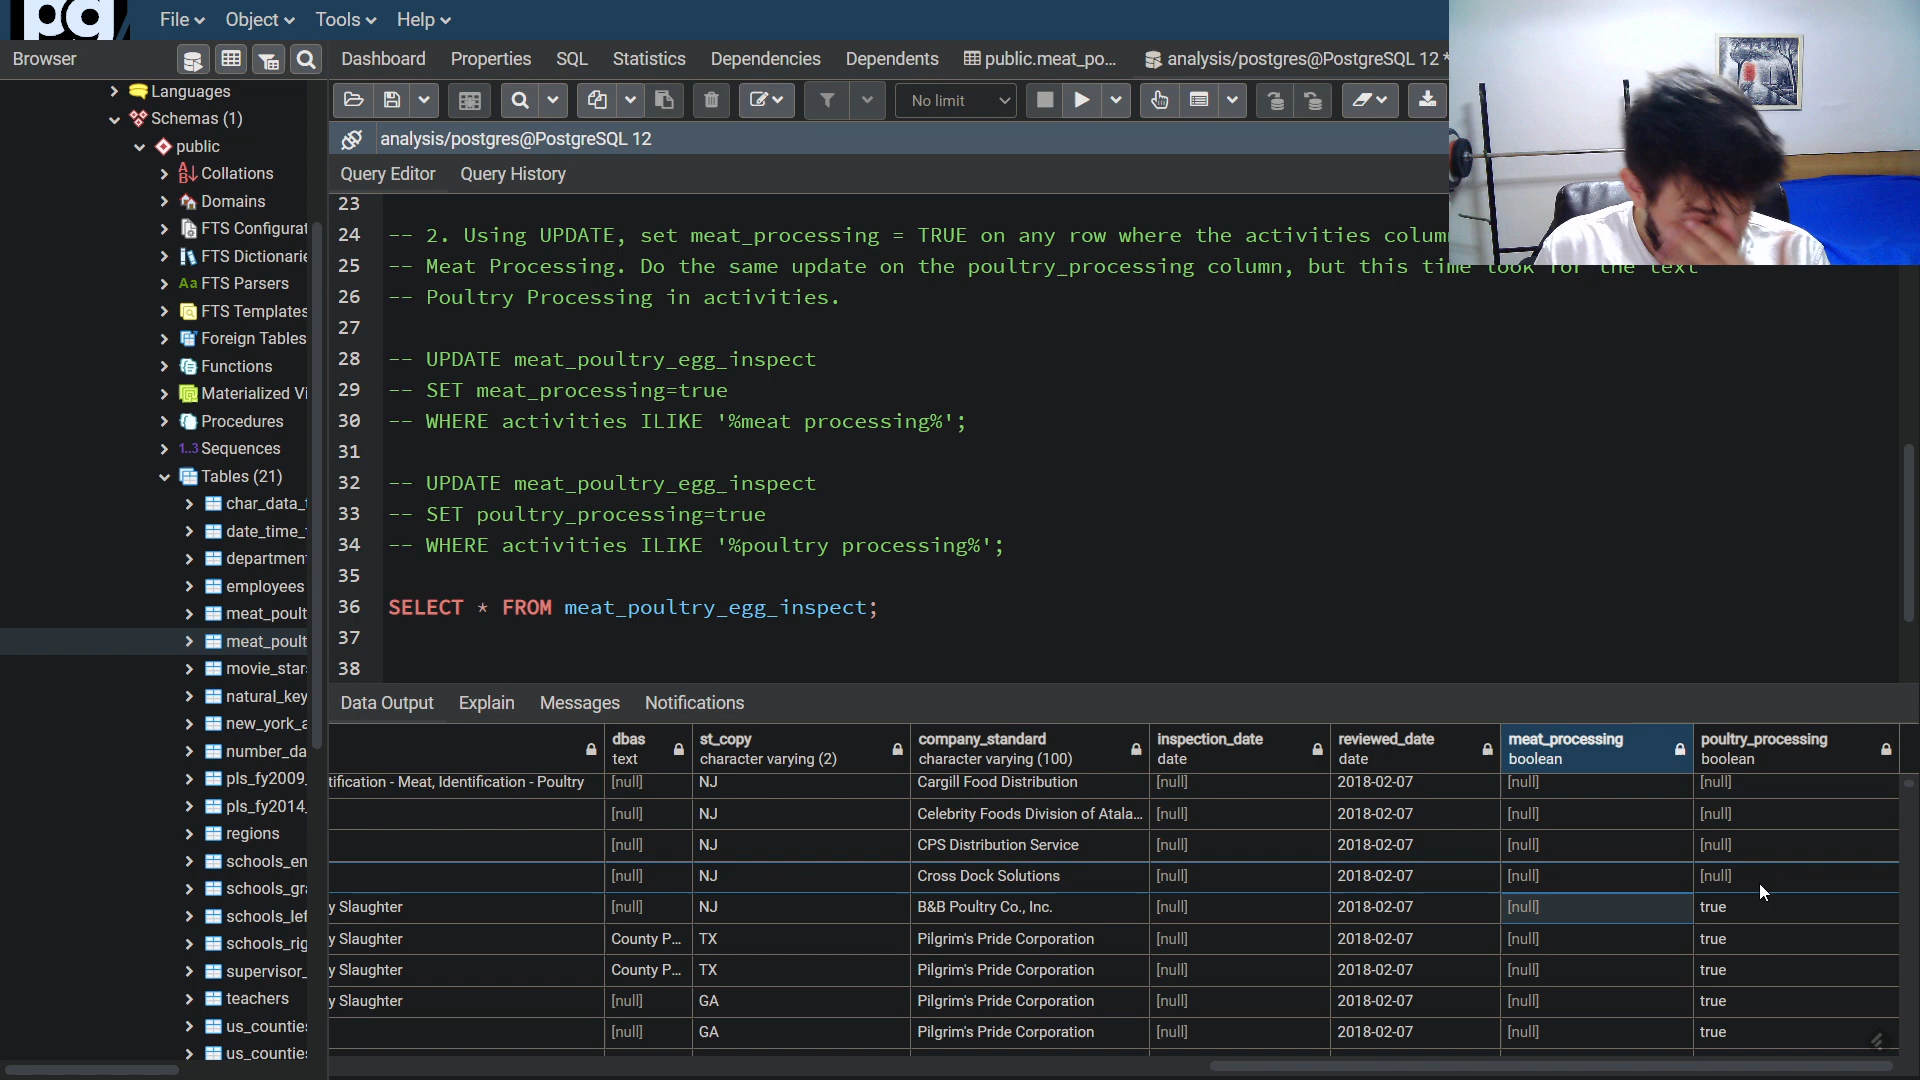 pg
File Object Tools Help
Browser
Dashboard Properties SQL Statistics Dependencies Dependents public.meat_po... analysis/postgres@PostgreSQL 12 *
No limit
analysis/postgres@PostgreSQL 12
Query Editor Query History
Languages
Schemas (1)
public
Collations
Domains
FTS Configurat
FTS Dictionarie
FTS Parsers
FTS Templates
Foreign Tables
Functions
Materialized Vi
Procedures
1..3 Sequences
Tables (21)
char_data_
date_time_
departmen
employees
meat_poult
meat_poult
movie_star
natural_key
new_york_a
number_da
pls_fy2009_
pls_fy2014_
regions
schools_en
schools_gr
schools_lef
schools_rig
supervisor_
teachers
us_countie
us_countie
23
24 -- 2. Using UPDATE, set meat_processing = TRUE on any row where the activities colum
25 -- Meat Processing. Do the same update on the poultry_processing column, but this time look for the text
26 -- Poultry Processing in activities.
27
28 -- UPDATE meat_poultry_egg_inspect
29 -- SET meat_processing=true
30 -- WHERE activities ILIKE '%meat processing%';
31
32 -- UPDATE meat_poultry_egg_inspect
33 -- SET poultry_processing=true
34 -- WHERE activities ILIKE '%poultry processing%';
35
36 SELECT * FROM meat_poultry_egg_inspect;
37
38
Data Output Explain Messages Notifications
dbas st_copy company_standard inspection_date reviewed_date meat_processing poultry_processing
text character varying (2) character varying (100) date date boolean boolean
tification - Meat, Identification - Poultry [null] NJ Cargill Food Distribution [null] 2018-02-07 [null] [null]
[null] NJ Celebrity Foods Division of Atala... [null] 2018-02-07 [null] [null]
[null] NJ CPS Distribution Service [null] 2018-02-07 [null] [null]
[null] NJ Cross Dock Solutions [null] 2018-02-07 [null] [null]
y Slaughter [null] NJ B&B Poultry Co., Inc. [null] 2018-02-07 [null] true
y Slaughter County P... TX Pilgrim's Pride Corporation [null] 2018-02-07 [null] true
y Slaughter County P... TX Pilgrim's Pride Corporation [null] 2018-02-07 [null] true
y Slaughter [null] GA Pilgrim's Pride Corporation [null] 2018-02-07 [null] true
[null] GA Pilgrim's Pride Corporation [null] 2018-02-07 [null] true